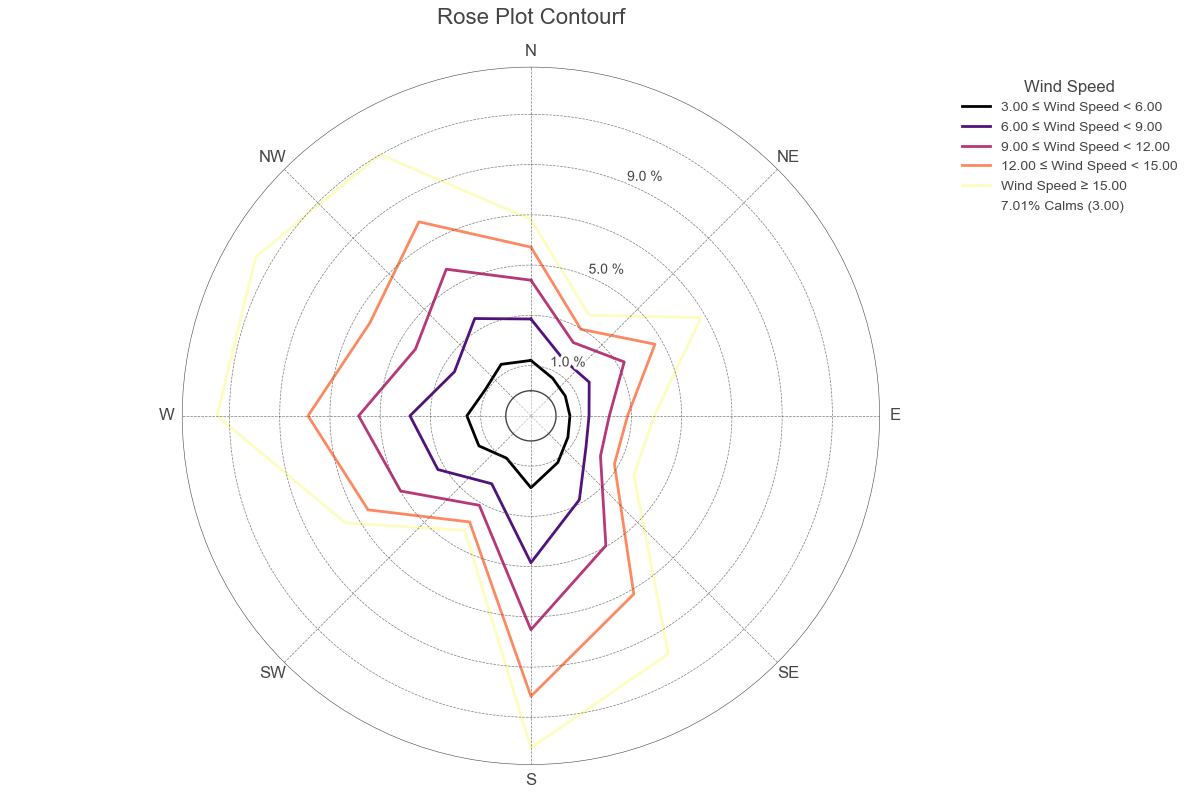 Rose Plot Contourf
N
NW
NE
9.0 %
5.0 %
1.0 %
W
E
SW
SE
S
Wind Speed
3.00 ≤ Wind Speed < 6.00
6.00 ≤ Wind Speed < 9.00
9.00 ≤ Wind Speed < 12.00
12.00 ≤ Wind Speed < 15.00
Wind Speed ≥ 15.00
7.01% Calms (3.00)